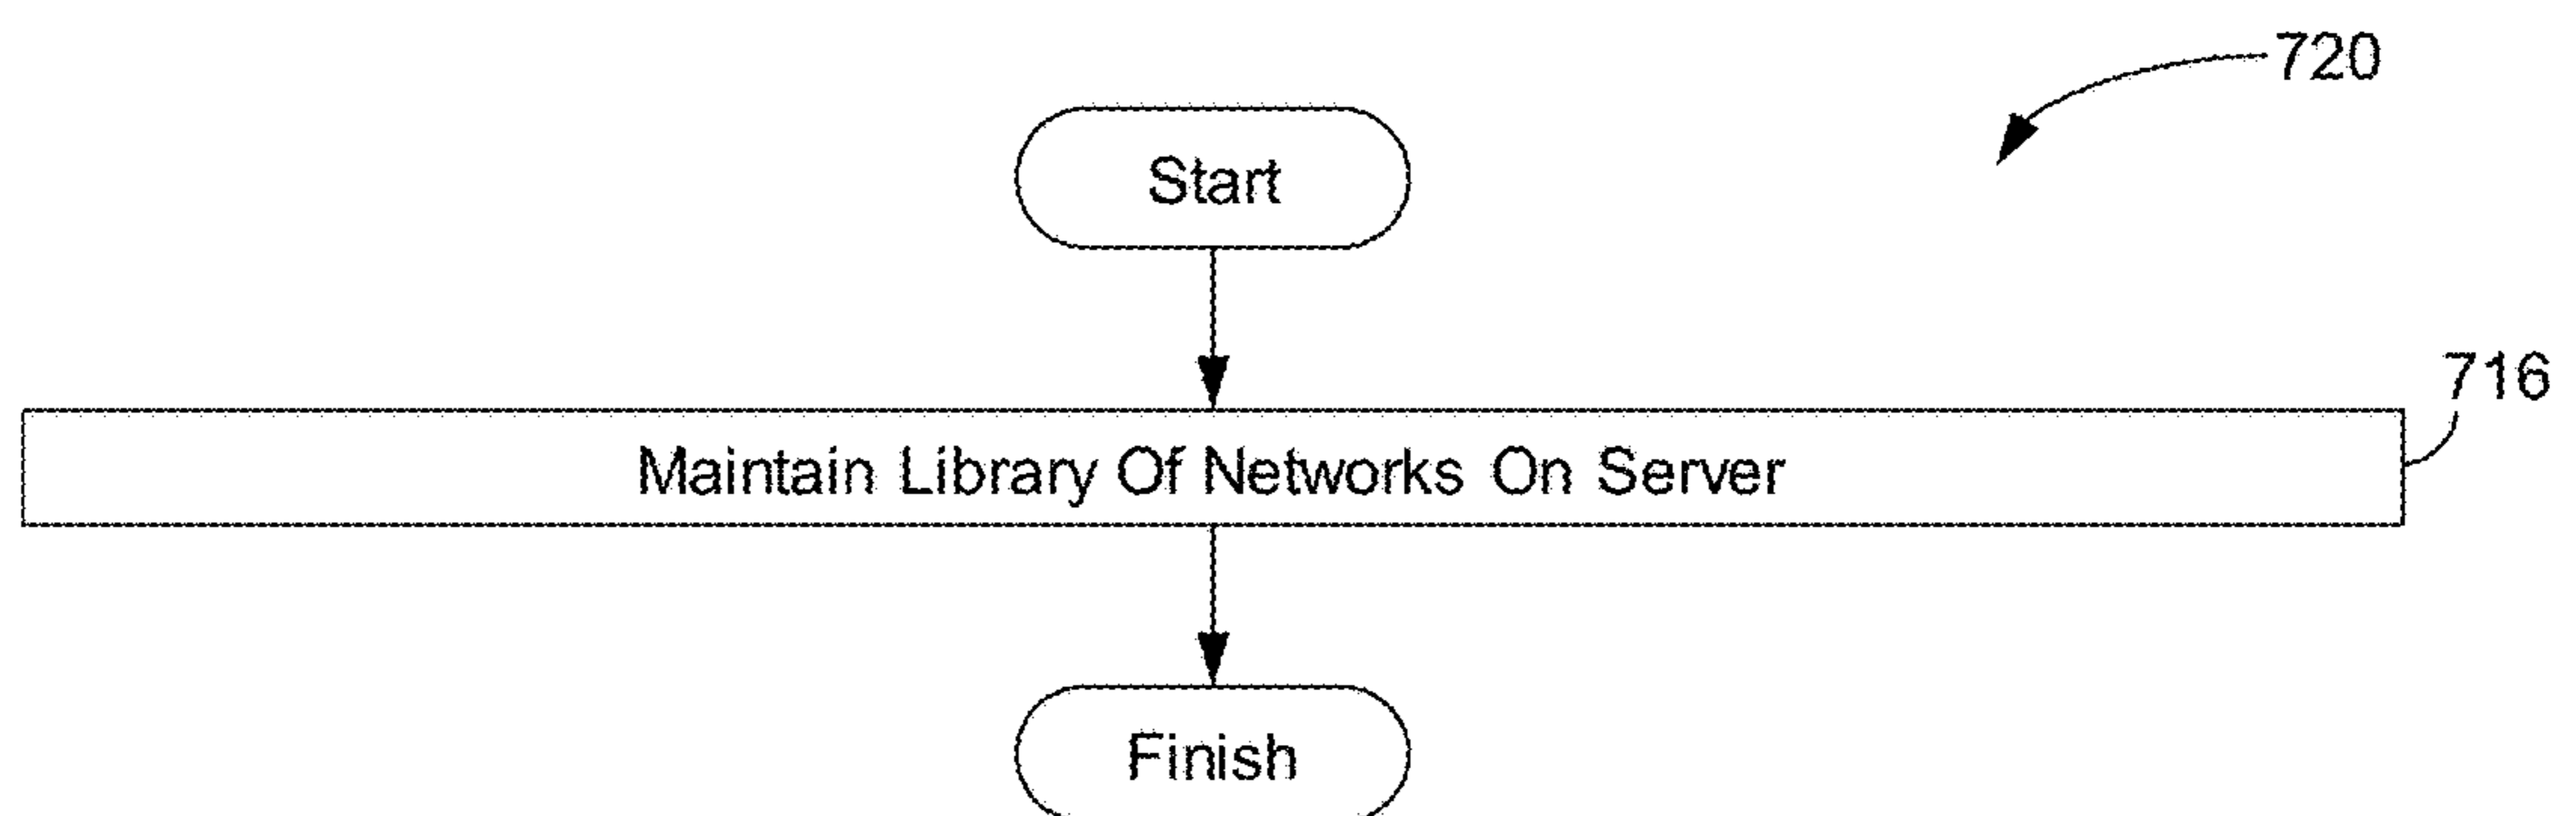 720
Start
716
Maintain Library Of Networks On Server
Finish